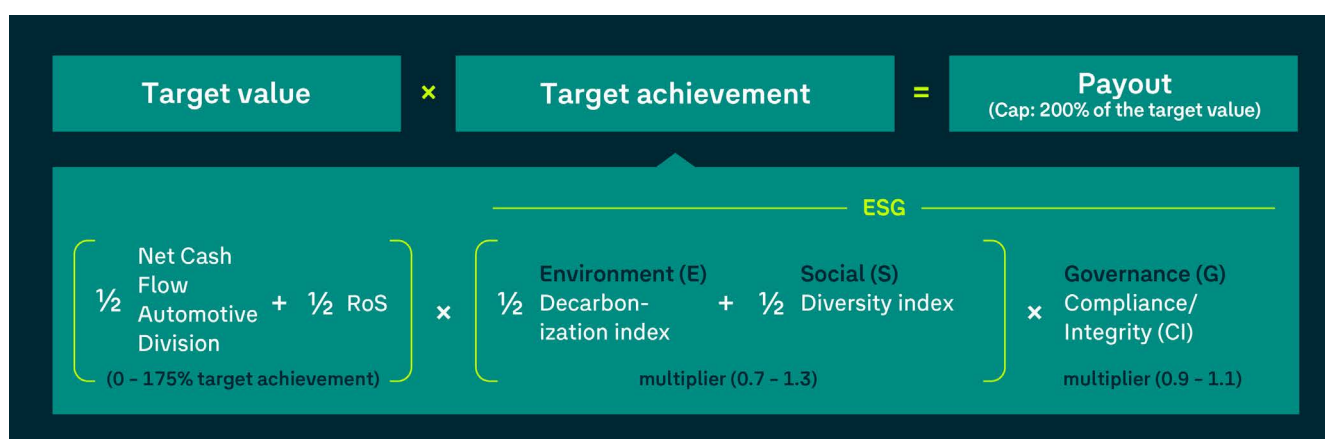 Target value × Target achievement = Payout
(Cap: 200% of the target value)
ESG
½ Net Cash
Flow
Automotive
Division
+ ½ RoS
(0 – 175% target achievement)
×
½ Environment (E)
Decarbon-
ization index
+ ½ Social (S)
Diversity index
multiplier (0.7 – 1.3)
×
Governance (G)
Compliance/
Integrity (CI)
multiplier (0.9 – 1.1)